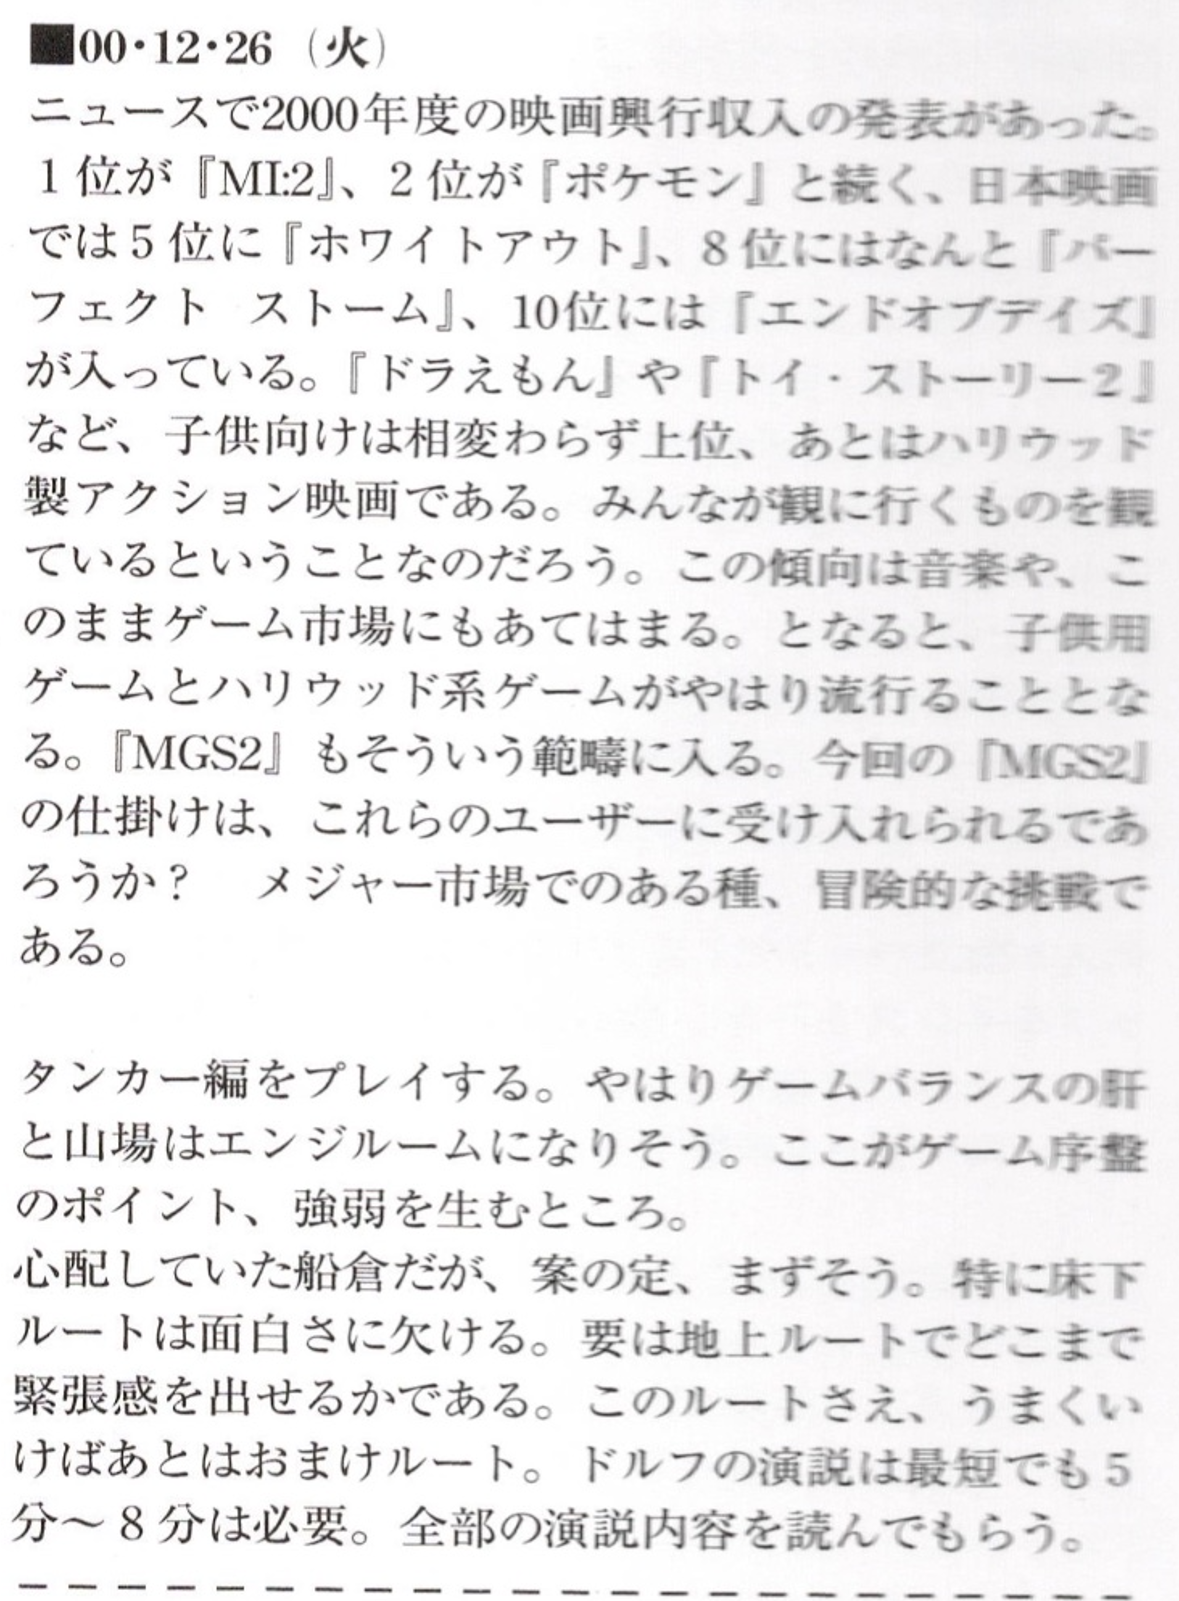 ■00・12・26（火）
ニュースで2000年度の映画興行収入の発表があった。
１位が『MI:2』、２位が『ポケモン』と続く、日本映画
では５位に『ホワイトアウト』、８位にはなんと『パー
フェクト　ストーム』、10位には『エンドオブデイズ』
が入っている。『ドラえもん』や『トイ・ストーリー２』
など、子供向けは相変わらず上位、あとはハリウッド
製アクション映画である。みんなが観に行くものを観
ているということなのだろう。この傾向は音楽や、こ
のままゲーム市場にもあてはまる。となると、子供用
ゲームとハリウッド系ゲームがやはり流行ることとな
る。『MGS2』もそういう範疇に入る。今回の『MGS2』
の仕掛けは、これらのユーザーに受け入れられるであ
ろうか？　メジャー市場でのある種、冒険的な挑戦で
ある。
タンカー編をプレイする。やはりゲームバランスの肝
と山場はエンジルームになりそう。ここがゲーム序盤
のポイント、強弱を生むところ。
心配していた船倉だが、案の定、まずそう。特に床下
ルートは面白さに欠ける。要は地上ルートでどこまで
緊張感を出せるかである。このルートさえ、うまくい
けばあとはおまけルート。ドルフの演説は最短でも５
分～８分は必要。全部の演説内容を読んでもらう。